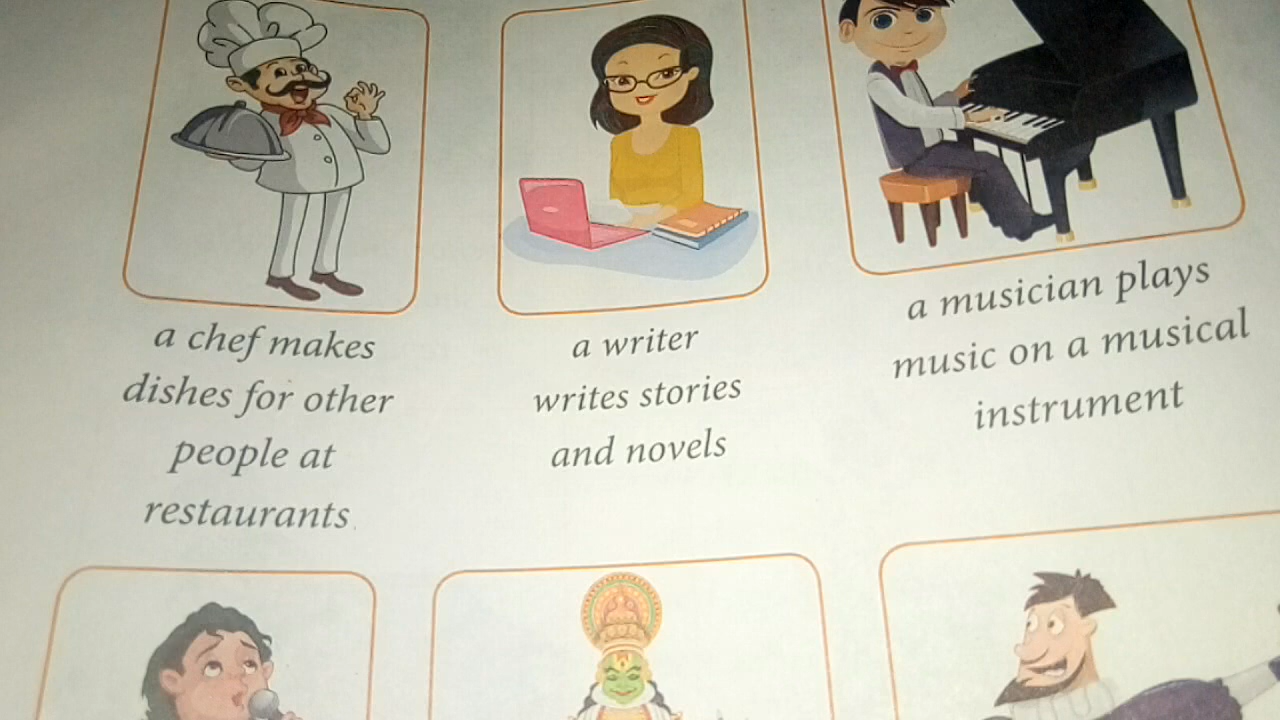 a chef makes
dishes for other
people at
restaurants
a writer
writes stories
and novels
a musician plays
music on a musical
instrument